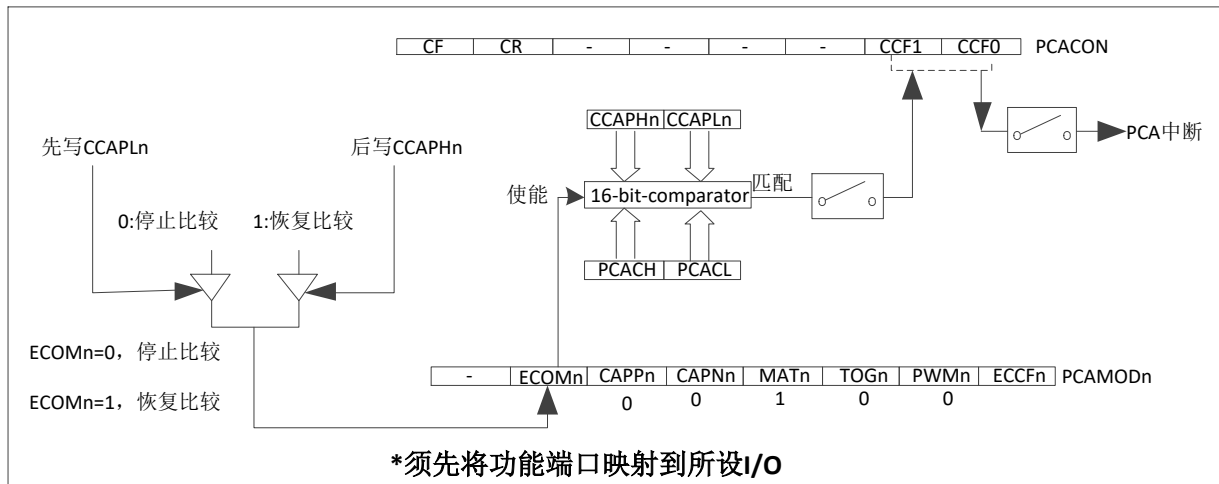 CF CR - - - - CCF1 CCF0 PCACON
CCAPHn CCAPLn
先写CCAPLn 后写CCAPHn PCA中断
使能 16-bit-comparator 匹配
0:停止比较 1:恢复比较
PCACH PCACL
ECOMn=0，停止比较
- ECOMn CAPPn CAPNn MATn TOGn PWMn ECCFn PCAMODn
ECOMn=1，恢复比较 0 0 1 0 0
*须先将功能端口映射到所设I/O